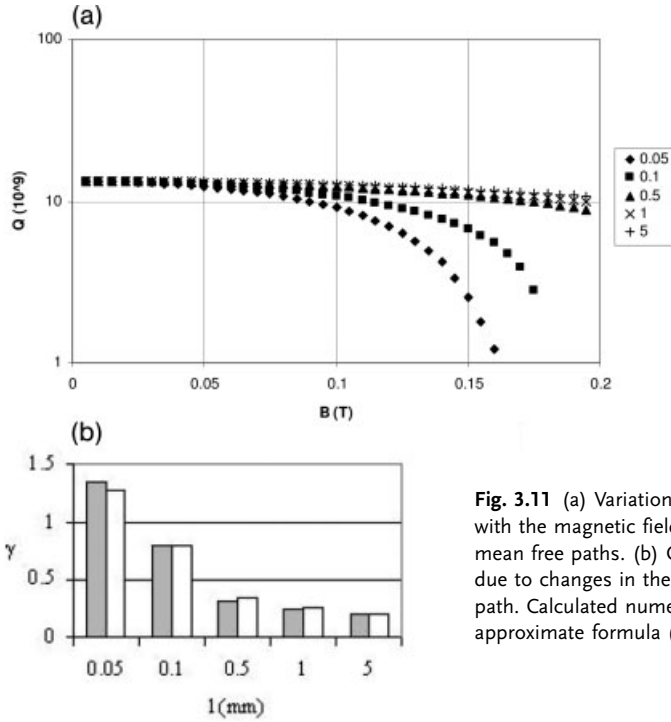 (a)
100
10
1
Q (10^9)
0 0.05 0.1 0.15 0.2
B (T)
0.05
0.1
0.5
1
5
(b)
1.5
1
0.5
0
γ
0.05 0.1 0.5 1 5
l(mm)
Fig. 3.11 (a) Variation
with the magnetic fiel
mean free paths. (b) C
due to changes in the
path. Calculated nume
approximate formula (